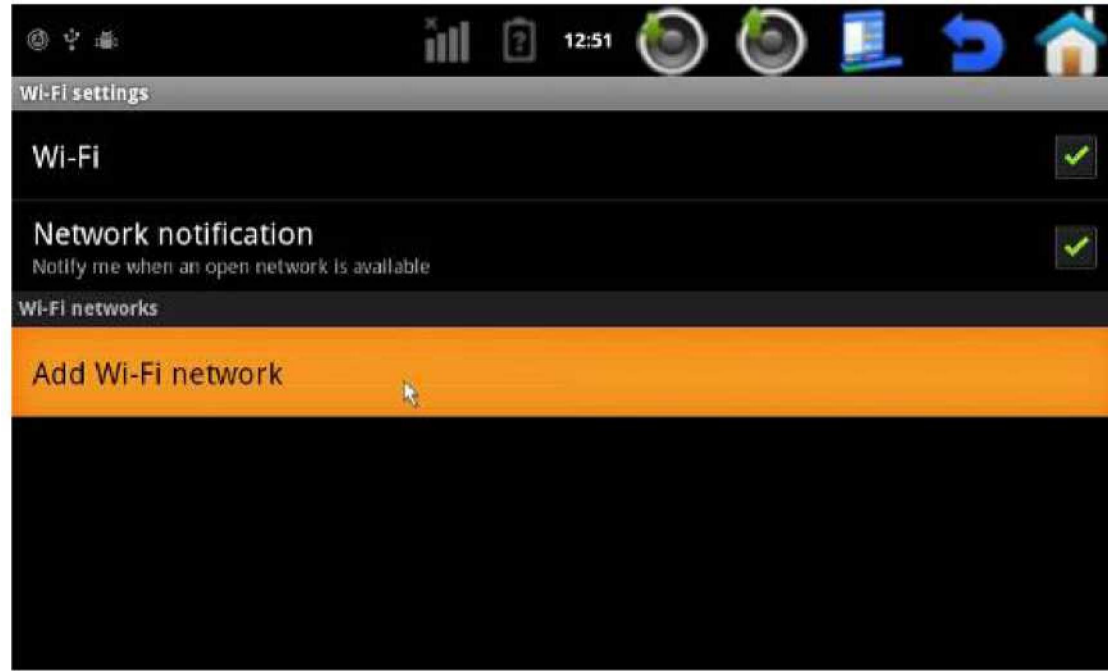 12:51
Wi-Fi settings
Wi-Fi
Network notification
Notify me when an open network is available
Wi-Fi networks
Add Wi-Fi network